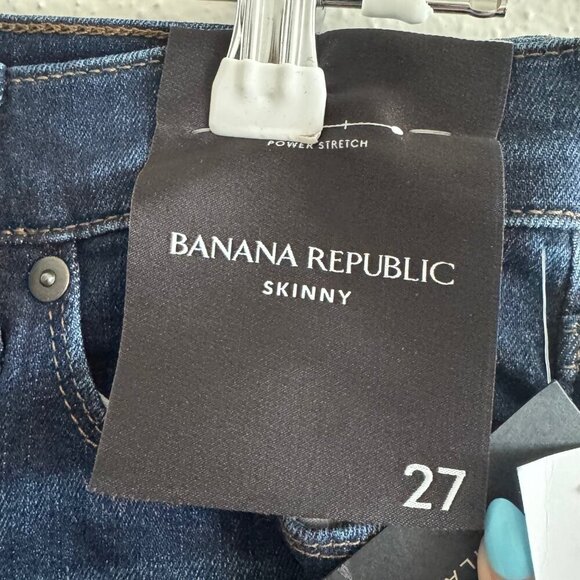 POWER STRETCH
BANANA REPUBLIC
SKINNY
27